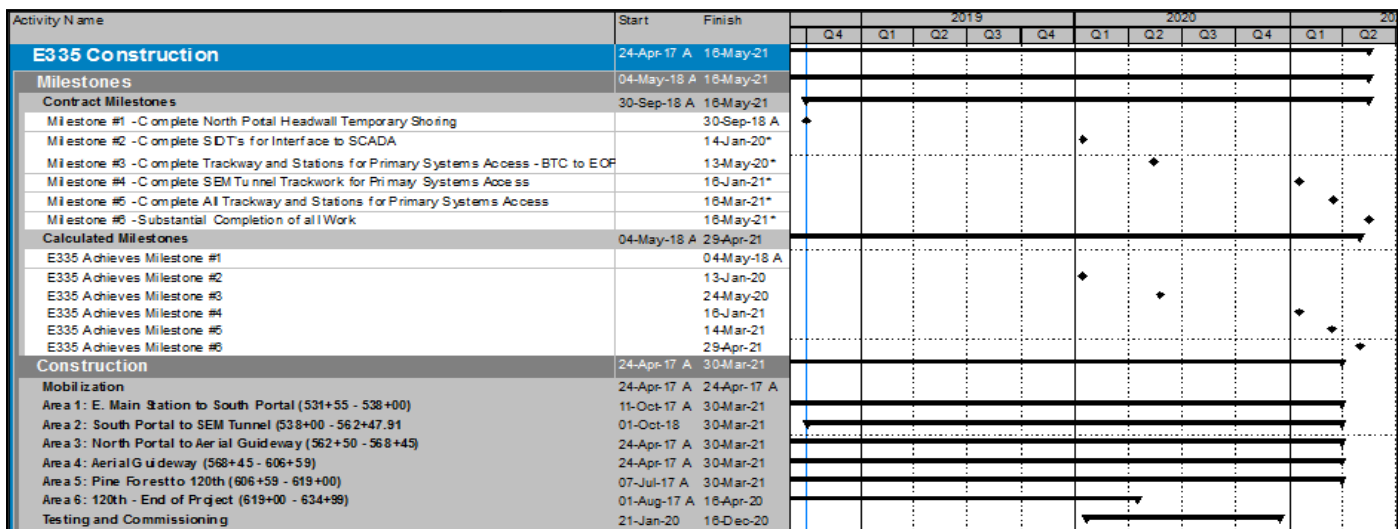 Activity Name Start Finish 2019 2020 20
Q4 Q1 Q2 Q3 Q4 Q1 Q2 Q3 Q4 Q1 Q2
E335 Construction 24-Apr-17 A 16-May-21
Milestones 04-May-18 A 16-May-21
Contract Milestones 30-Sep-18 A 16-May-21
Milestone #1 -Complete North Portal Headwall Temporary Shoring 30-Sep-18 A
Milestone #2 -Complete SIDT's for Interface to SCADA 14-Jan-20*
Milestone #3 -Complete Trackway and Stations for Primary Systems Access - BTC to EOP 13-May-20*
Milestone #4 -Complete SEM Tunnel Trackwork for Primary Systems Access 16-Jan-21*
Milestone #5 -Complete All Trackway and Stations for Primary Systems Access 16-Mar-21*
Milestone #6 -Substantial Completion of all Work 16-May-21*
Calculated Milestones 04-May-18 A 29-Apr-21
E335 Achieves Milestone #1 04-May-18 A
E335 Achieves Milestone #2 13-Jan-20
E335 Achieves Milestone #3 24-May-20
E335 Achieves Milestone #4 16-Jan-21
E335 Achieves Milestone #5 14-Mar-21
E335 Achieves Milestone #6 29-Apr-21
Construction 24-Apr-17 A 30-Mar-21
Mobilization 24-Apr-17 A 24-Apr-17 A
Area 1: E. Main Station to South Portal (531+55 - 538+00) 11-Oct-17 A 30-Mar-21
Area 2: South Portal to SEM Tunnel (538+00 - 562+47.91 01-Oct-18 30-Mar-21
Area 3: North Portal to Aerial Guideway (562+50 - 568+45) 24-Apr-17 A 30-Mar-21
Area 4: Aerial Guideway (568+45 - 606+59) 24-Apr-17 A 30-Mar-21
Area 5: Pine Forest to 120th (606+59 - 619+00) 07-Jul-17 A 30-Mar-21
Area 6: 120th - End of Project (619+00 - 634+99) 01-Aug-17 A 16-Apr-20
Testing and Commissioning 21-Jan-20 16-Dec-20